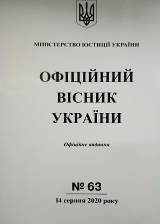 МІНІСТЕРСТВО ЮСТИЦІЇ УКРАЇНИ
ОФІЦІЙНИЙ
ВІСНИК
УКРАЇНИ
Офіційне видання
№ 63
14 серпня 2020 року